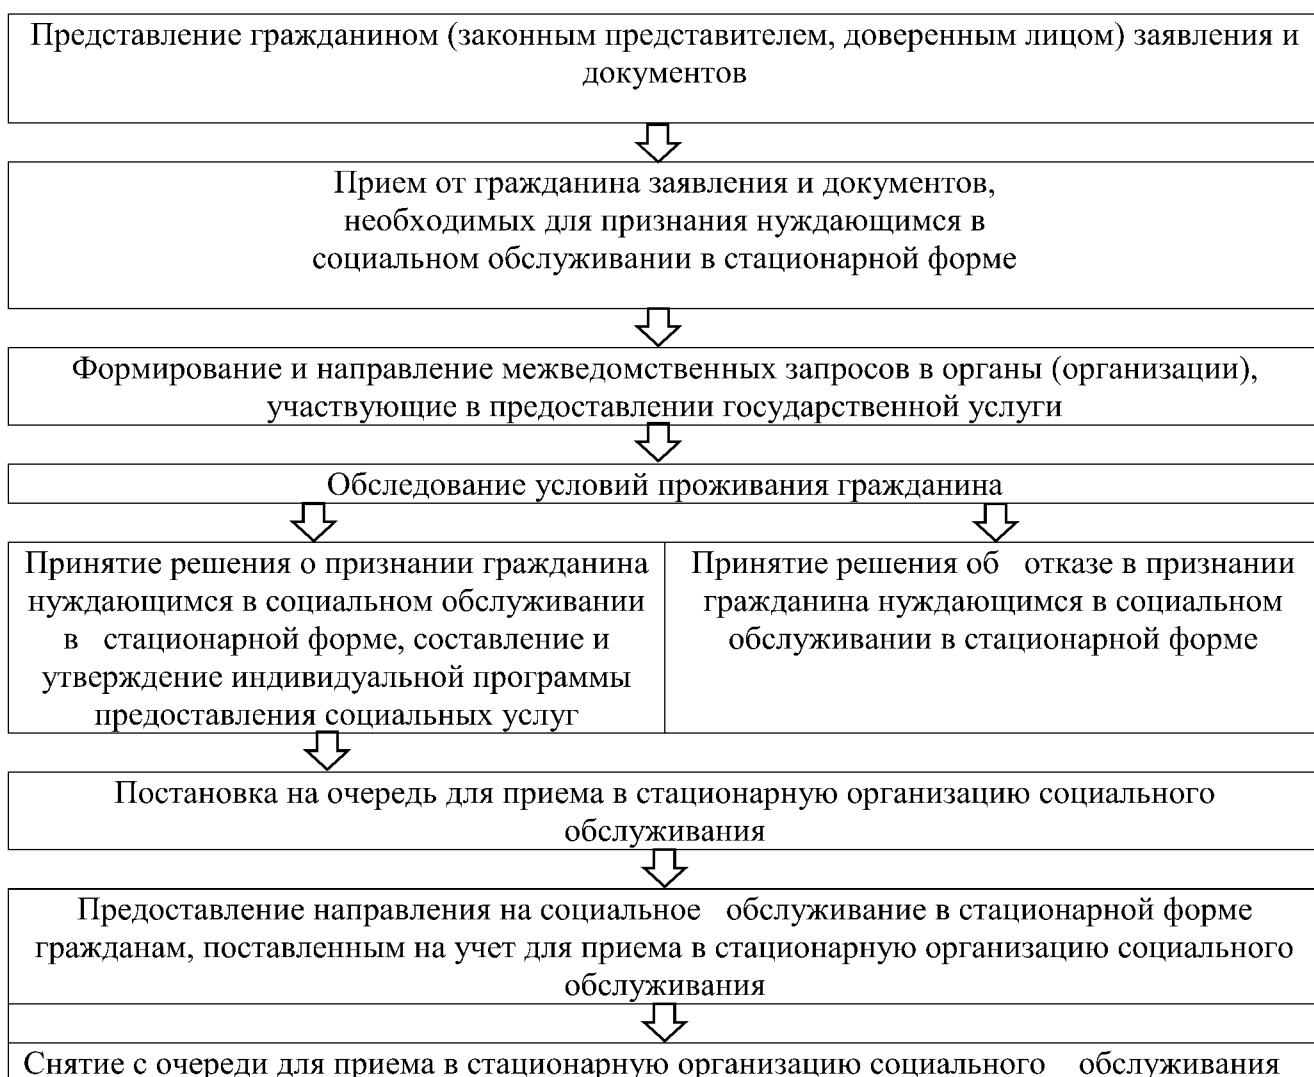 Представление гражданином (законным представителем, доверенным лицом) заявления и
документов
Прием от гражданина заявления и документов,
необходимых для признания нуждающимся в
социальном обслуживании в стационарной форме
Формирование и направление межведомственных запросов в органы (организации),
участвующие в предоставлении государственной услуги
Обследование условий проживания гражданина
Принятие решения о признании гражданина
нуждающимся в социальном обслуживании
в стационарной форме, составление и
утверждение индивидуальной программы
предоставления социальных услуг
Принятие решения об отказе в признании
гражданина нуждающимся в социальном
обслуживании в стационарной форме
Постановка на очередь для приема в стационарную организацию социального
обслуживания
Предоставление направления на социальное обслуживание в стационарной форме
гражданам, поставленным на учет для приема в стационарную организацию социального
обслуживания
Снятие с очереди для приема в стационарную организацию социального обслуживания